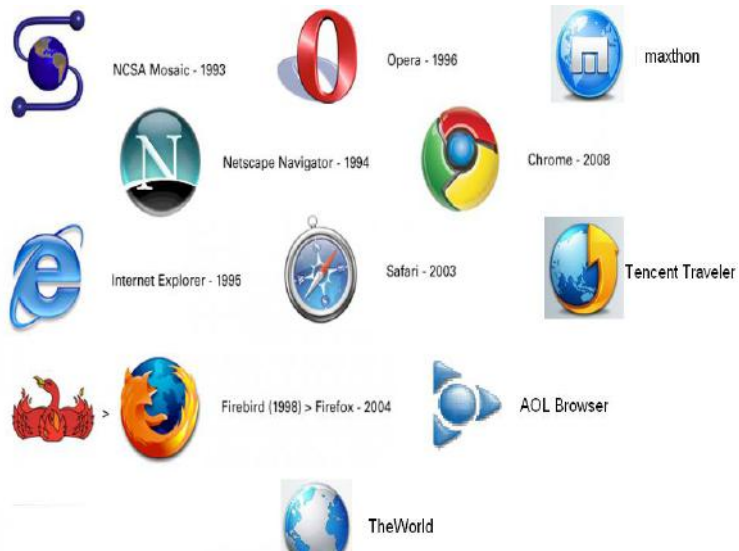 NCSA Mosaic - 1993
Opera - 1996
maxthon
N
Netscape Navigator - 1994
Chrome - 2008
Internet Explorer - 1995
Safari - 2003
Tencent Traveler
>
Firebird (1998) > Firefox - 2004
AOL Browser
TheWorld